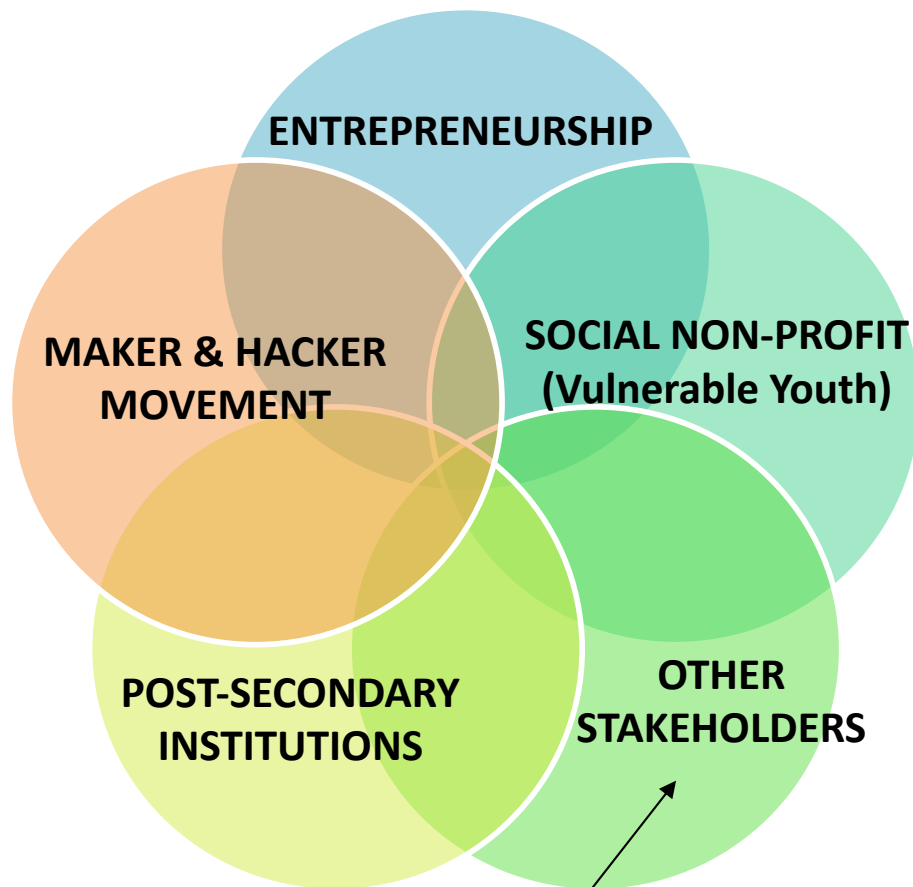 ENTREPRENEURSHIP
MAKER & HACKER
MOVEMENT
SOCIAL NON-PROFIT
(Vulnerable Youth)
POST-SECONDARY
INSTITUTIONS
OTHER
STAKEHOLDERS